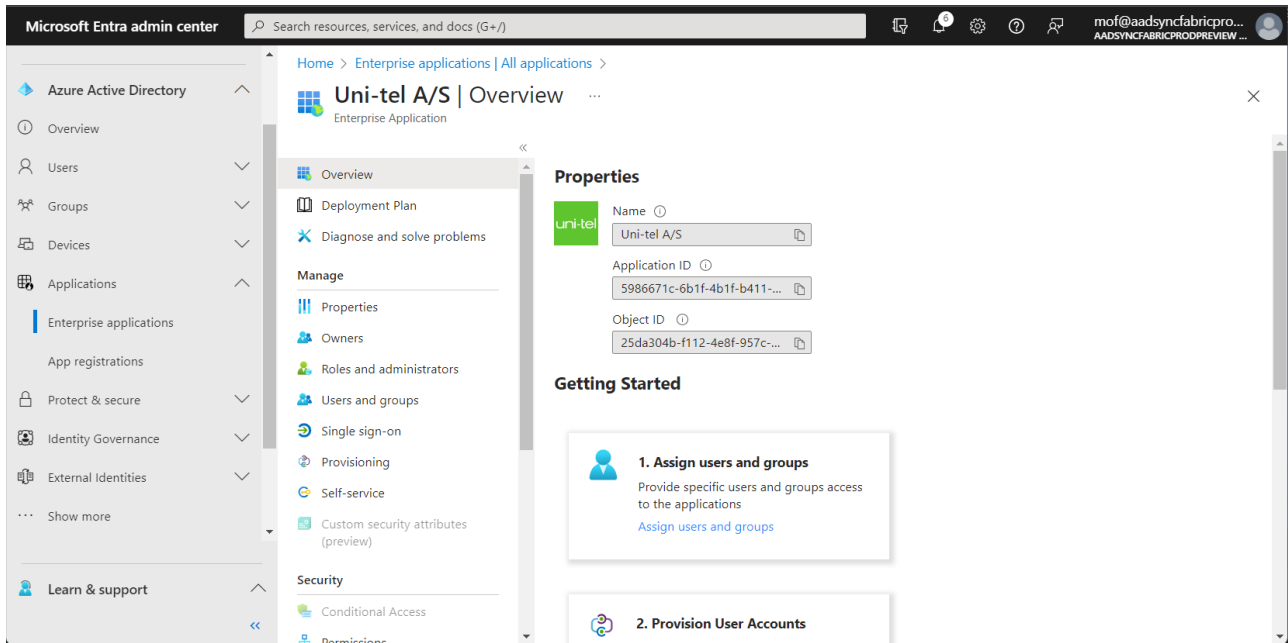 Microsoft Entra admin center
Search resources, services, and docs (G+/)
6
mof@aadsyncfabricpro...
AADSYNCFABRICPRODPREVIEW ...
Azure Active Directory
Overview
Users
Groups
Devices
Applications
Enterprise applications
App registrations
Protect & secure
Identity Governance
External Identities
Show more
Learn & support
Home > Enterprise applications | All applications >
Uni-tel A/S | Overview
Enterprise Application
Overview
Deployment Plan
Diagnose and solve problems
Manage
Properties
Owners
Roles and administrators
Users and groups
Single sign-on
Provisioning
Self-service
Custom security attributes
(preview)
Security
Conditional Access
Permissions
Properties
uni-tel
Name
Uni-tel A/S
Application ID
5986671c-6b1f-4b1f-b411-...
Object ID
25da304b-f112-4e8f-957c-...
Getting Started
1. Assign users and groups
Provide specific users and groups access
to the applications
Assign users and groups
2. Provision User Accounts